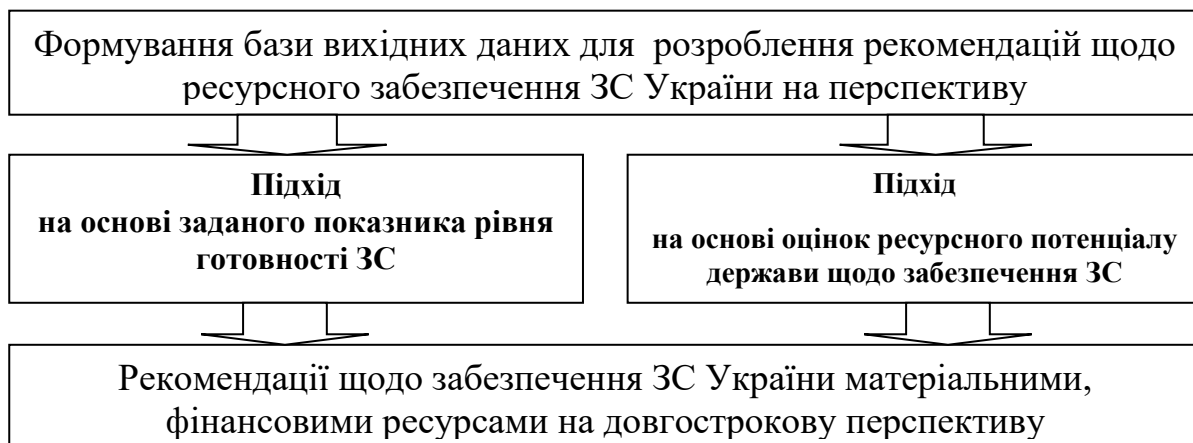 Формування бази вихідних даних для розроблення рекомендацій щодо
ресурсного забезпечення ЗС України на перспективу
Підхід
на основі заданого показника рівня
готовності ЗС
Підхід
на основі оцінок ресурсного потенціалу
держави щодо забезпечення ЗС
Рекомендації щодо забезпечення ЗС України матеріальними,
фінансовими ресурсами на довгострокову перспективу